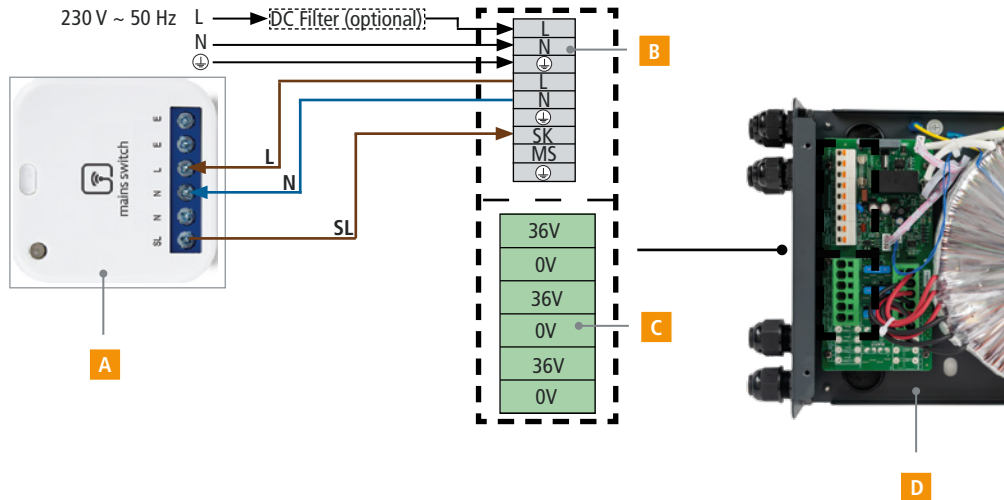 230 V ~ 50 Hz L DC Filter (optional)
N
L
N
B
L
N
SK
MS
E
E
L
N
N
SL
mains switch
L
N
SL
A
36V
0V
36V
0V
36V
0V
C
D